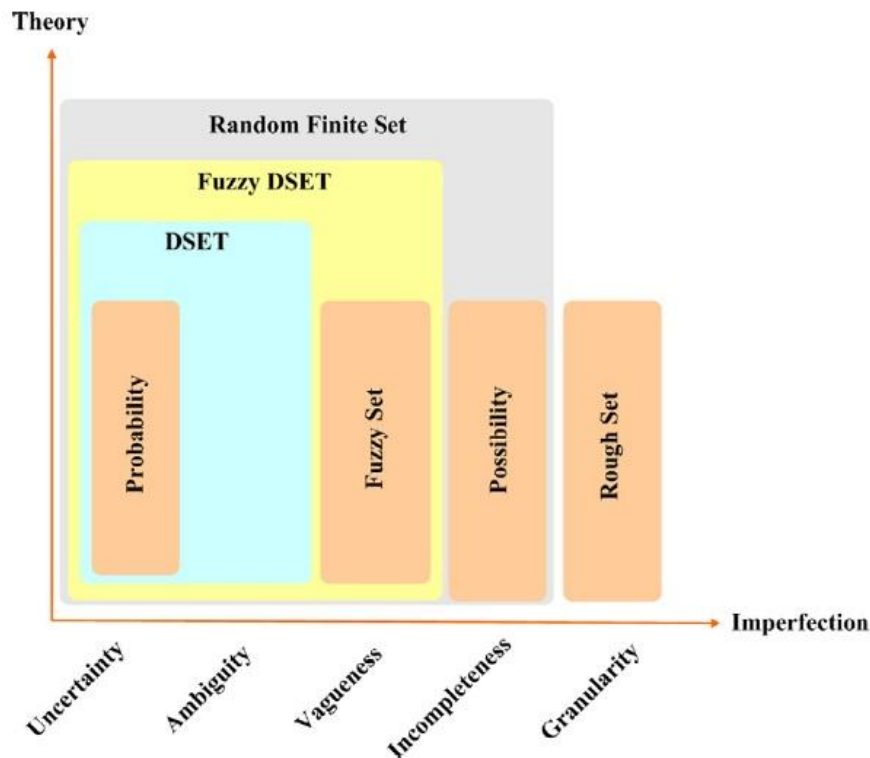 Theory
Random Finite Set
Fuzzy DSET
DSET
Probability
Fuzzy Set
Possibility
Rough Set
Imperfection
Uncertainty
Ambiguity
Vagueness
Incompleteness
Granularity